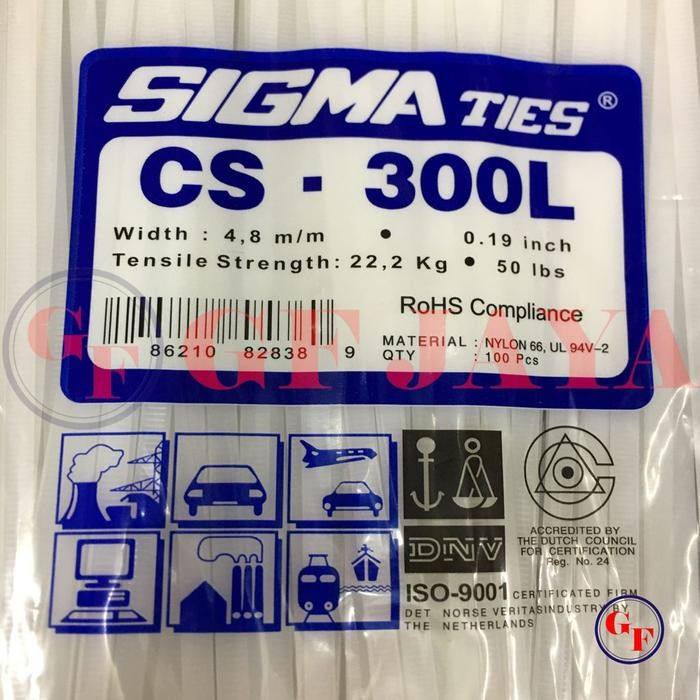 SIGMA TIES ®
CS - 300L
Width : 4,8 m/m • 0.19 inch
Tensile Strength: 22,2 Kg • 50 lbs
RoHS Compliance
86210 82838 9
MATERIAL : NYLON 66, UL 94V-2
QTY : 100 Pcs
GF GF JAYA
DNV
ACCREDITED BY
THE DUTCH COUNCIL
FOR CERTIFICATION
Reg. No. 24
ISO-9001 CERTIFICATED FIRM
DET NORSE VERITASINDUSTRY BY
THE NETHERLANDS
GF